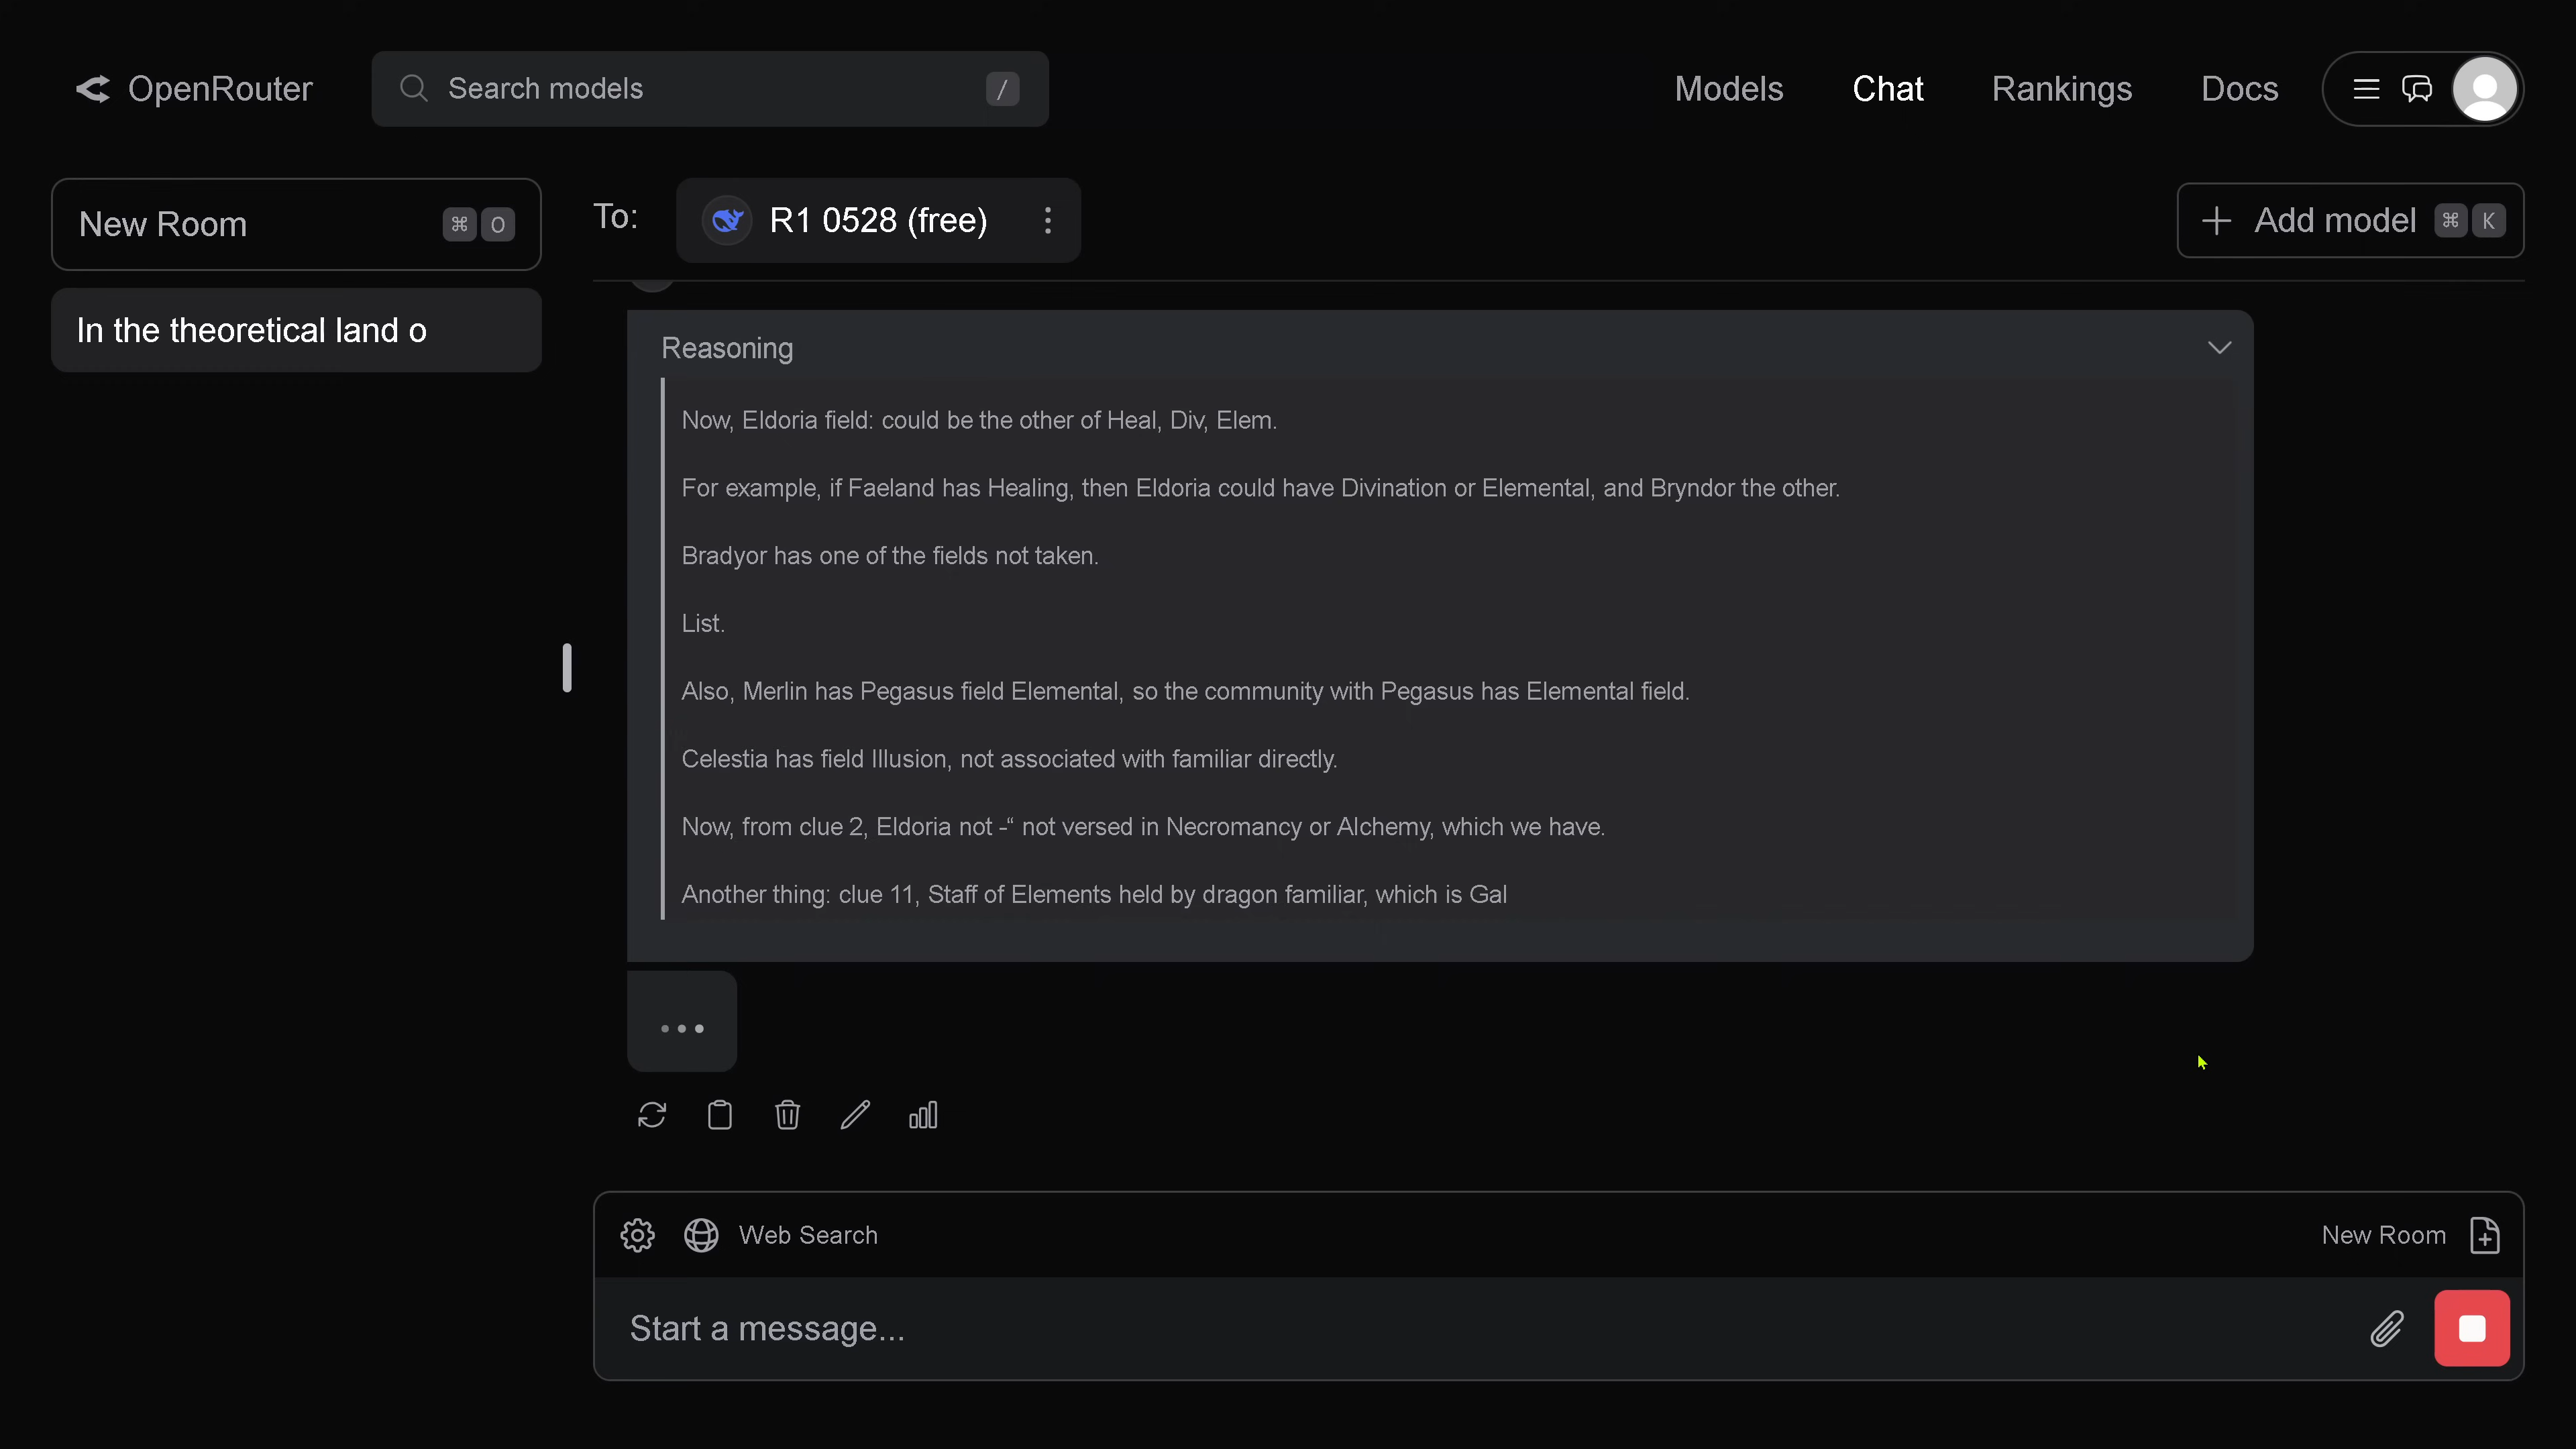 OpenRouter
Search models
/
Models
Chat
Rankings
Docs
New Room
⌘ O
In the theoretical land o
To:
R1 0528 (free)
Add model
⌘ K
Reasoning
Now, Eldoria field: could be the other of Heal, Div, Elem.
For example, if Faeland has Healing, then Eldoria could have Divination or Elemental, and Bryndor the other.
Bradyor has one of the fields not taken.
List.
Also, Merlin has Pegasus field Elemental, so the community with Pegasus has Elemental field.
Celestia has field Illusion, not associated with familiar directly.
Now, from clue 2, Eldoria not -“ not versed in Necromancy or Alchemy, which we have.
Another thing: clue 11, Staff of Elements held by dragon familiar, which is Gal
Web Search
New Room
Start a message...